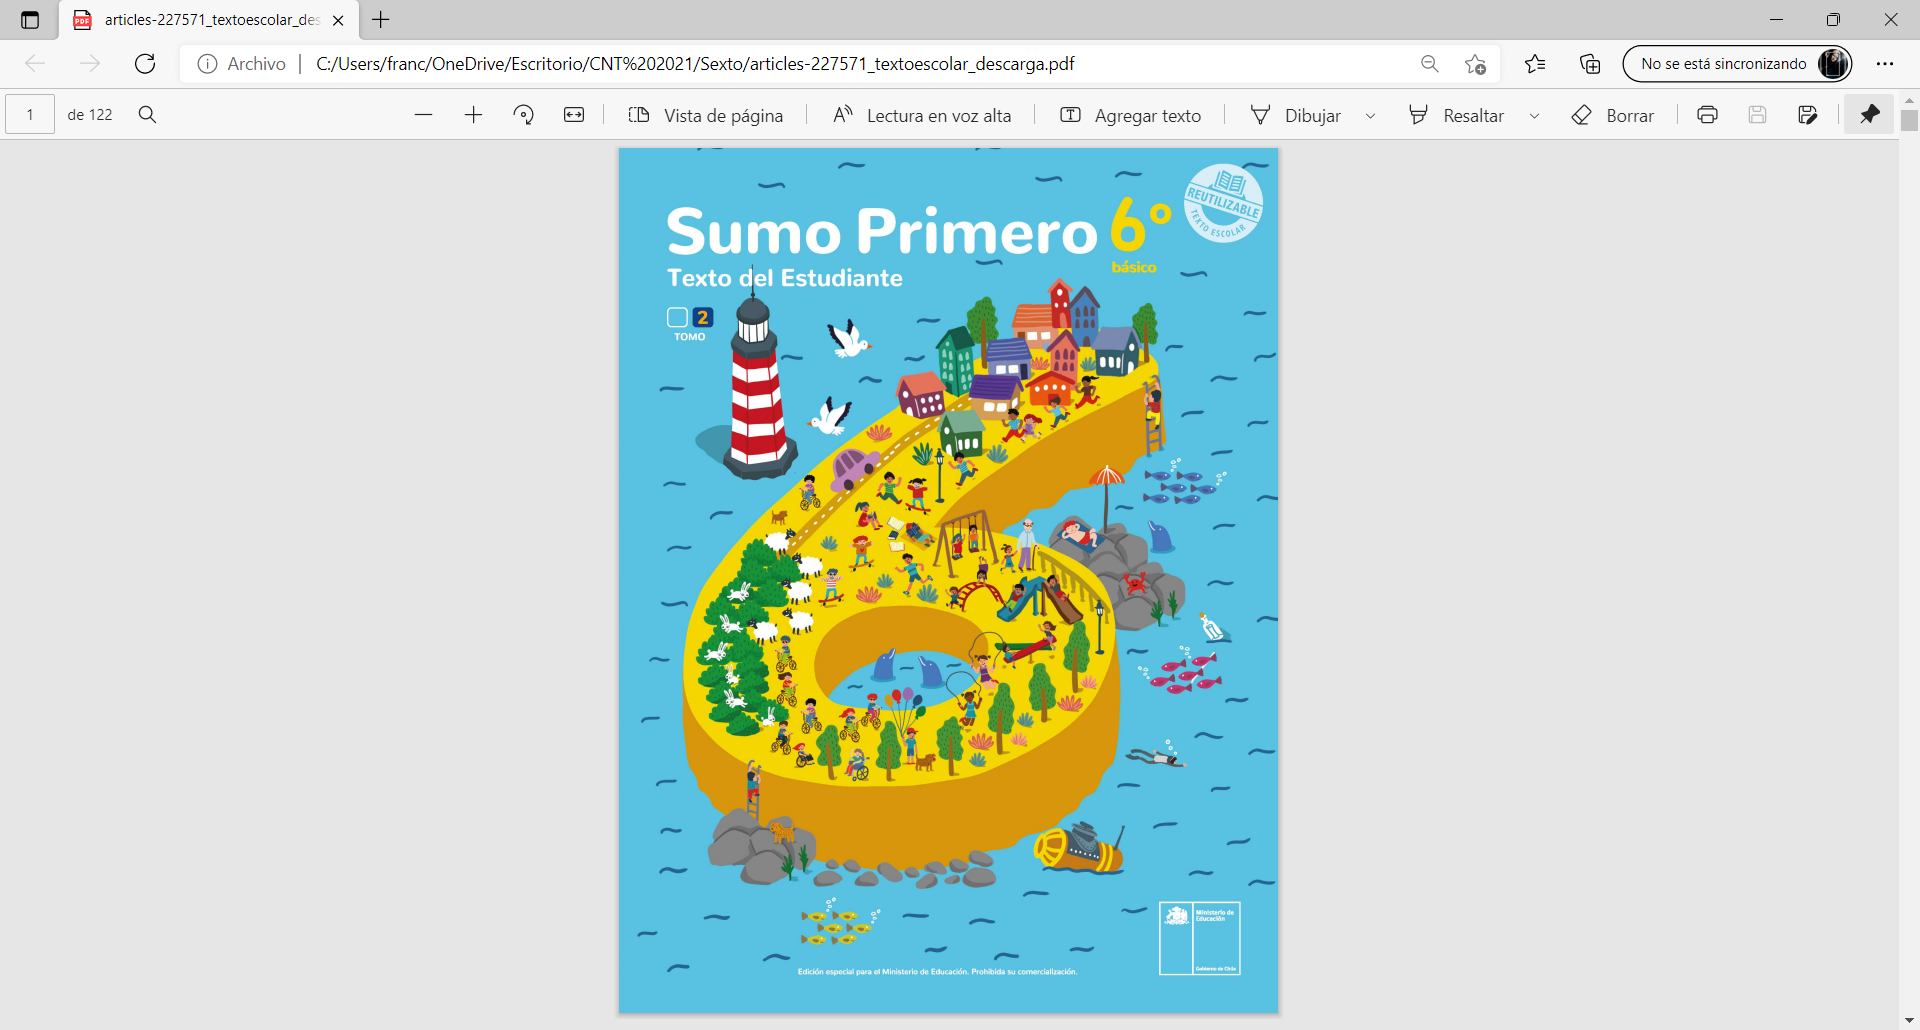 articles-227571_textoescolar_des
Archivo
C:/Users/franc/OneDrive/Escritorio/CNT%202021/Sexto/articles-227571_textoescolar_descarga.pdf
No se está sincronizando
1 de 122
Vista de página
Lectura en voz alta
Agregar texto
Dibujar
Resaltar
Borrar
REUTILIZABLE
TEXTO ESCOLAR
Sumo Primero 6º
básico
Texto del Estudiante
2
TOMO
Ministerio de
Educación
Gobierno de Chile
Edición especial para el Ministerio de Educación. Prohibida su comercialización.